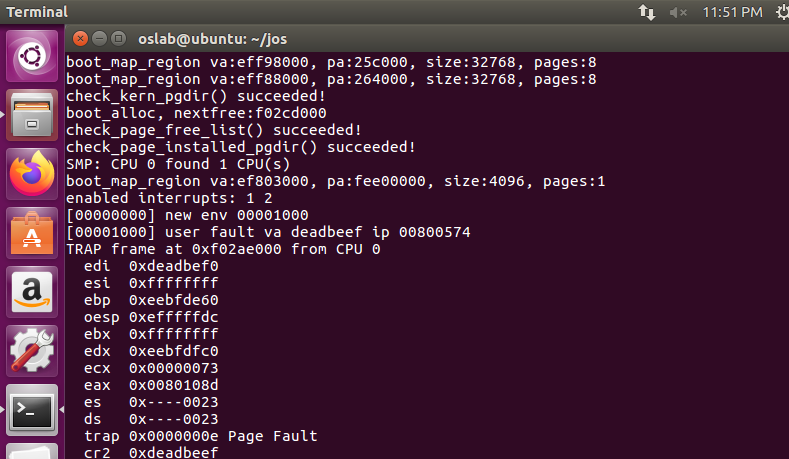 Terminal
11:51 PM
oslab@ubuntu: ~/jos
boot_map_region va:eff98000, pa:25c000, size:32768, pages:8
boot_map_region va:eff88000, pa:264000, size:32768, pages:8
check_kern_pgdir() succeeded!
boot_alloc, nextfree:f02cd000
check_page_free_list() succeeded!
check_page_installed_pgdir() succeeded!
SMP: CPU 0 found 1 CPU(s)
boot_map_region va:ef803000, pa:fee00000, size:4096, pages:1
enabled interrupts: 1 2
[00000000] new env 00001000
[00001000] user fault va deadbeef ip 00800574
TRAP frame at 0xf02ae000 from CPU 0
  edi  0xdeadbef0
  esi  0xffffffff
  ebp  0xeebfde60
  oesp 0xefffffdc
  ebx  0xffffffff
  edx  0xeebfdfc0
  ecx  0x00000073
  eax  0x0080108d
  es   0x----0023
  ds   0x----0023
  trap 0x0000000e Page Fault
  cr2  0xdeadbeef